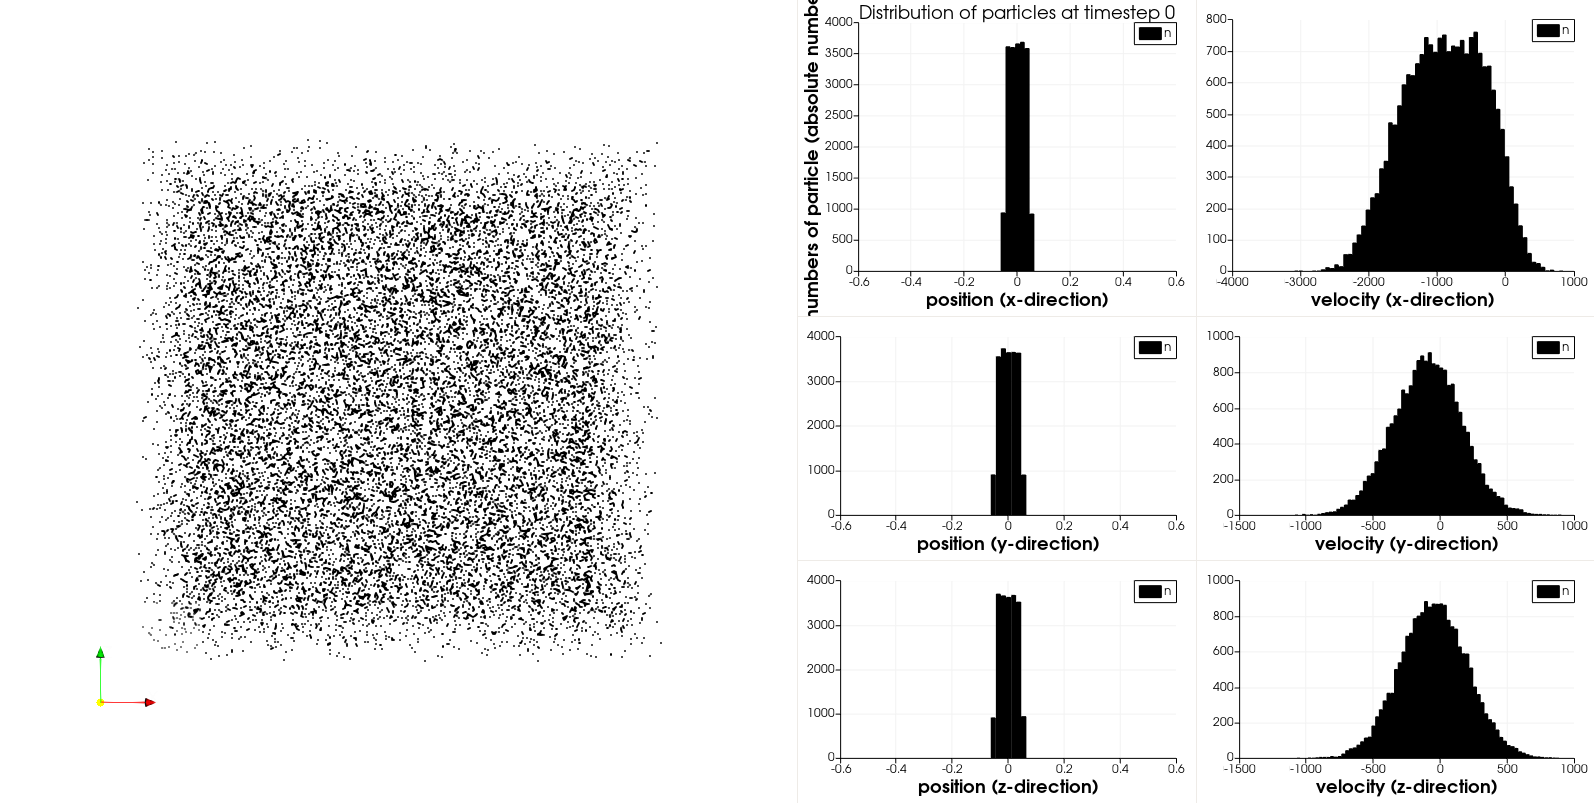 Distribution of particles at timestep 0
numbers of particle (absolute numbe
4000
3500
3000
2500
2000
1500
1000
500
0
-0.6 -0.4 -0.2 0 0.2 0.4 0.6
position (x-direction)
n
800
700
600
500
400
300
200
100
0
-4000 -3000 -2000 -1000 0 1000
velocity (x-direction)
n
4000
3000
2000
1000
0
-0.6 -0.4 -0.2 0 0.2 0.4 0.6
position (y-direction)
n
1000
800
600
400
200
0
-1500 -1000 -500 0 500 1000
velocity (y-direction)
n
4000
3000
2000
1000
0
-0.6 -0.4 -0.2 0 0.2 0.4 0.6
position (z-direction)
n
1000
800
600
400
200
0
-1500 -1000 -500 0 500 1000
velocity (z-direction)
n